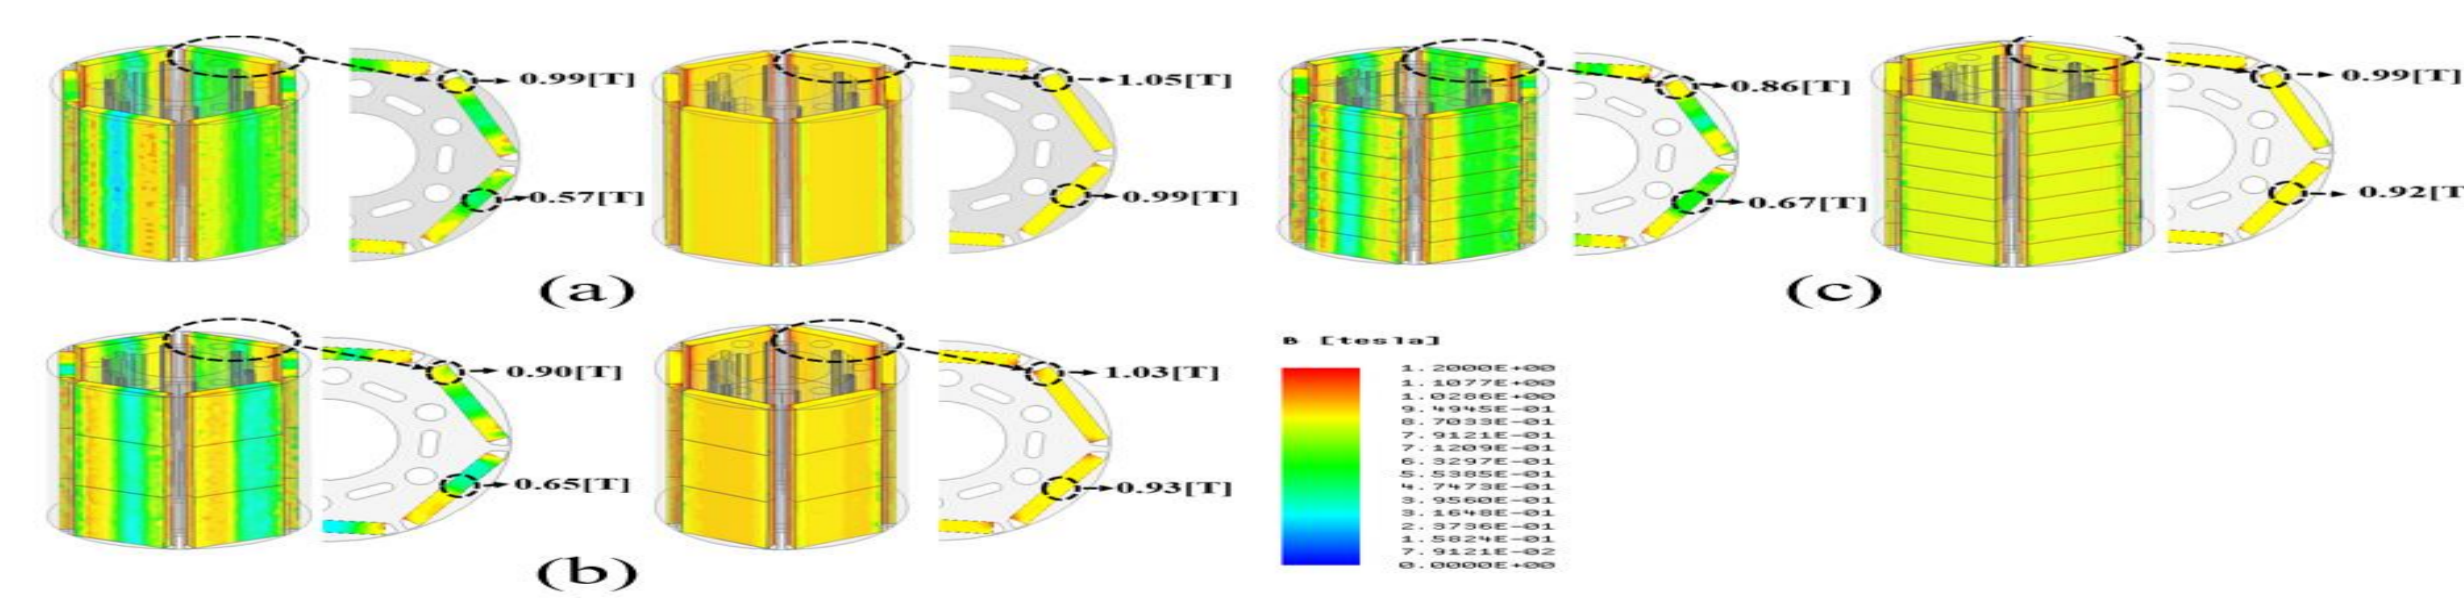 0.99[T]
0.57[T]
1.05[T]
0.99[T]
(a)
0.86[T]
0.67[T]
0.99[T]
0.92[T
(c)
0.90[T]
0.65[T]
1.03[T]
0.93[T]
(b)
B [tesla]
1.2000E+00
1.1077E+00
1.0286E+00
9.4945E-01
8.7033E-01
7.9121E-01
7.1209E-01
6.3297E-01
5.5385E-01
4.7473E-01
3.9560E-01
3.1648E-01
2.3736E-01
1.5824E-01
7.9121E-02
0.0000E+00